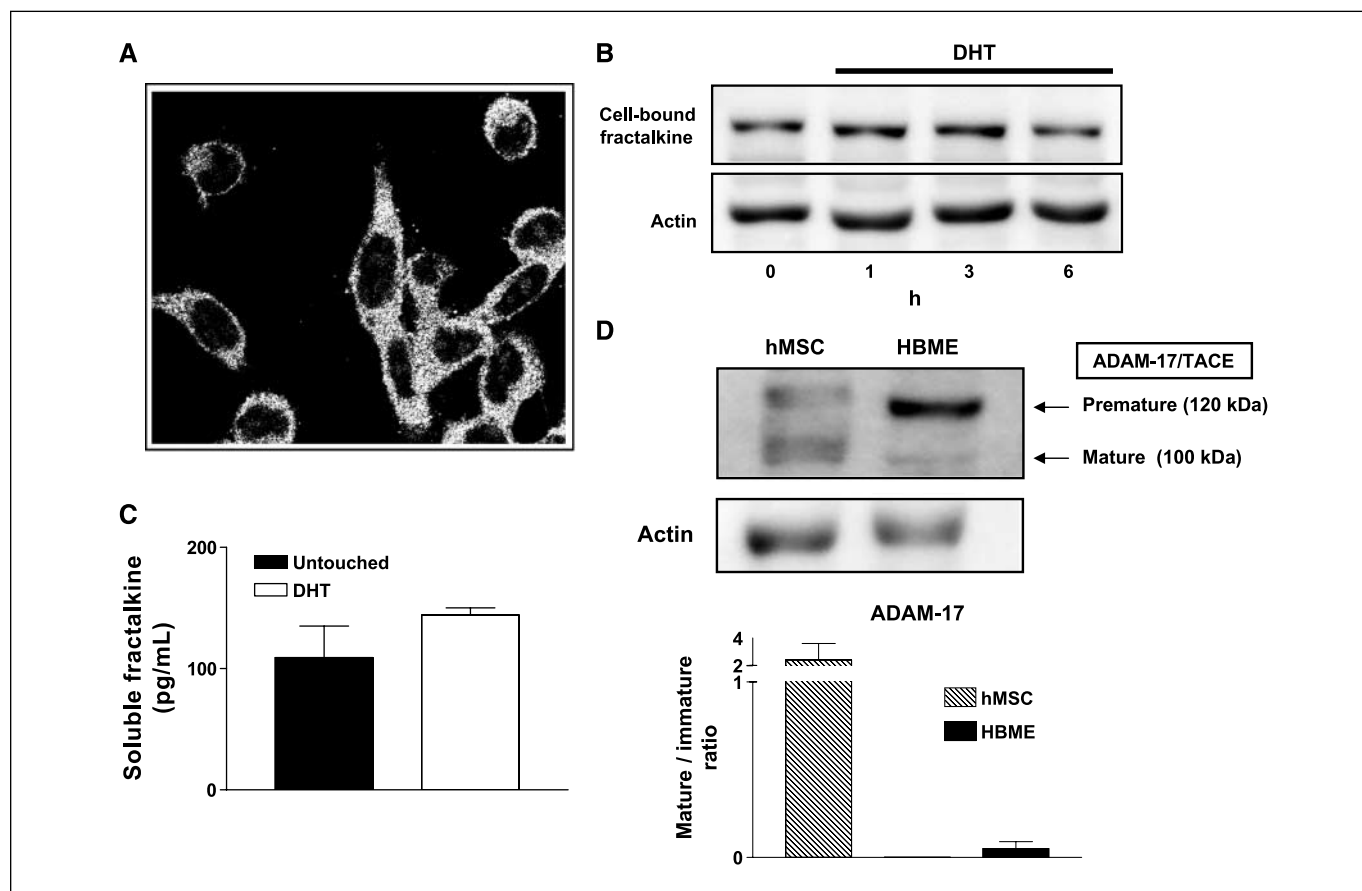 A
B
DHT
Cell-bound
fractalkine
Actin
0 1 3 6
h
C
Soluble fractalkine
(pg/mL)
200
100
0
Untouched
DHT
D
hMSC HBME
ADAM-17/TACE
Premature (120 kDa)
Mature (100 kDa)
Actin
ADAM-17
Mature / immature
ratio
4
2
1
0
hMSC
HBME